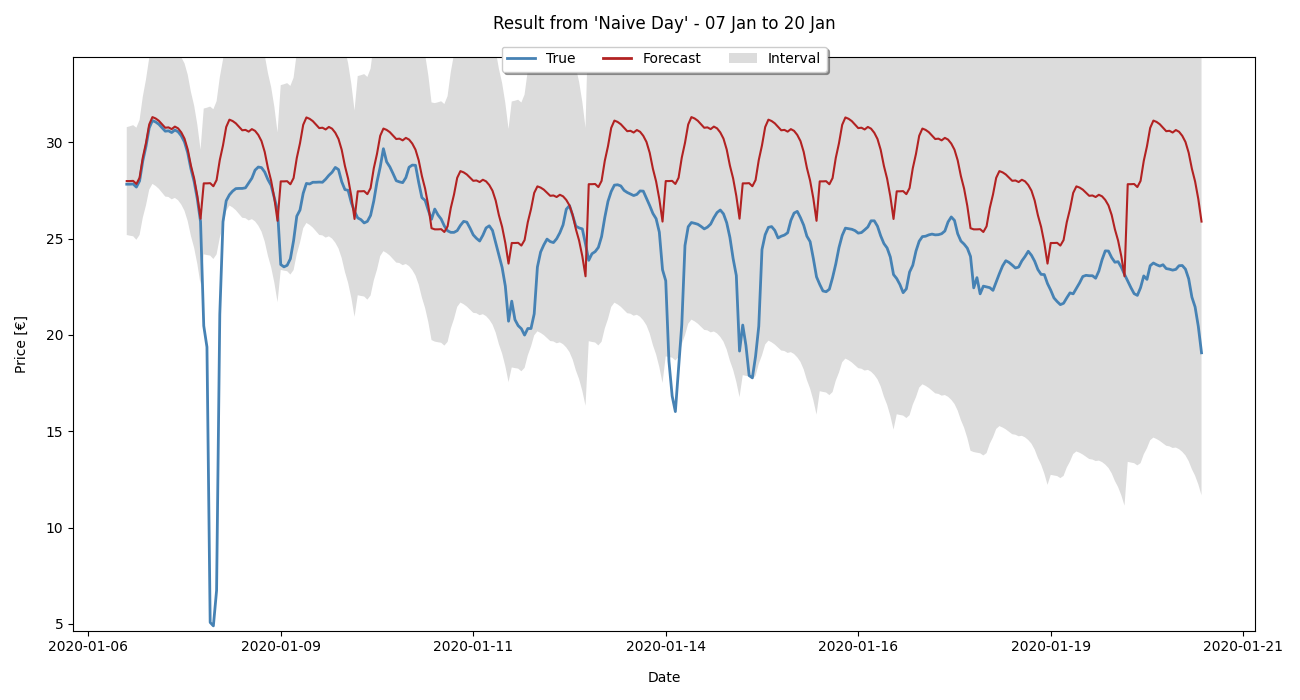 Result from 'Naive Day' - 07 Jan to 20 Jan
True Forecast Interval
Price [€]
30
25
20
15
10
5
2020-01-06 2020-01-09 2020-01-11 2020-01-14 2020-01-16 2020-01-19 2020-01-21
Date